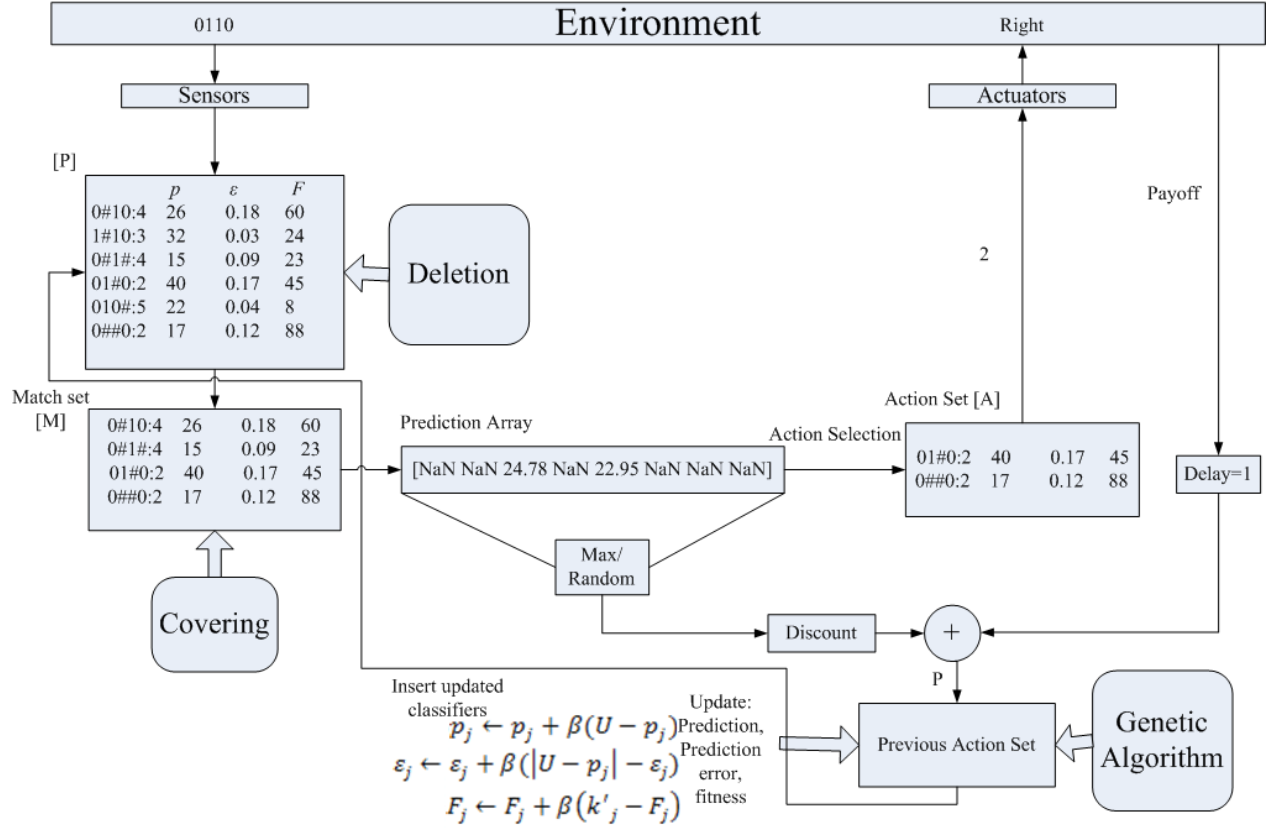 Environment
0110
Right
Sensors
Actuators
[P]
p ε F
0#10:4 26 0.18 60
1#10:3 32 0.03 24
0#1#:4 15 0.09 23
01#0:2 40 0.17 45
010#:5 22 0.04 8
0##0:2 17 0.12 88
Deletion
2
Payoff
Match set
[M]
0#10:4 26 0.18 60
0#1#:4 15 0.09 23
01#0:2 40 0.17 45
0##0:2 17 0.12 88
Prediction Array
[NaN NaN 24.78 NaN 22.95 NaN NaN NaN]
Action Selection
Action Set [A]
01#0:2 40 0.17 45
0##0:2 17 0.12 88
Delay=1
Covering
Max/
Random
Discount
+
P
Insert updated
classifiers
p_j ← p_j + β(U − p_j)
ε_j ← ε_j + β(|U − p_j| − ε_j)
F_j ← F_j + β(k'_j − F_j)
Update:
Prediction,
Prediction
error,
fitness
Previous Action Set
Genetic
Algorithm